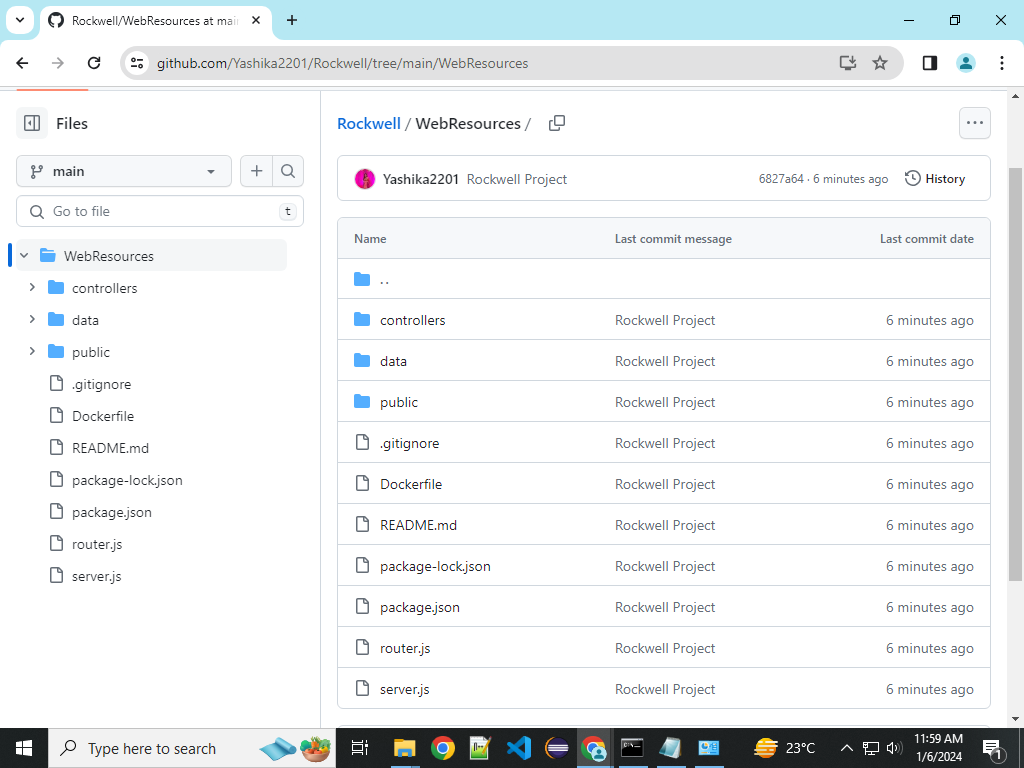 Rockwell/WebResources at mai
github.com/Yashika2201/Rockwell/tree/main/WebResources
Files
main
Go to file
t
WebResources
controllers
data
public
.gitignore
Dockerfile
README.md
package-lock.json
package.json
router.js
server.js
Rockwell / WebResources /
Yashika2201 Rockwell Project 6827a64 · 6 minutes ago History
Name Last commit message Last commit date
..
controllers Rockwell Project 6 minutes ago
data Rockwell Project 6 minutes ago
public Rockwell Project 6 minutes ago
.gitignore Rockwell Project 6 minutes ago
Dockerfile Rockwell Project 6 minutes ago
README.md Rockwell Project 6 minutes ago
package-lock.json Rockwell Project 6 minutes ago
package.json Rockwell Project 6 minutes ago
router.js Rockwell Project 6 minutes ago
server.js Rockwell Project 6 minutes ago
Type here to search
23°C
11:59 AM
1/6/2024
1